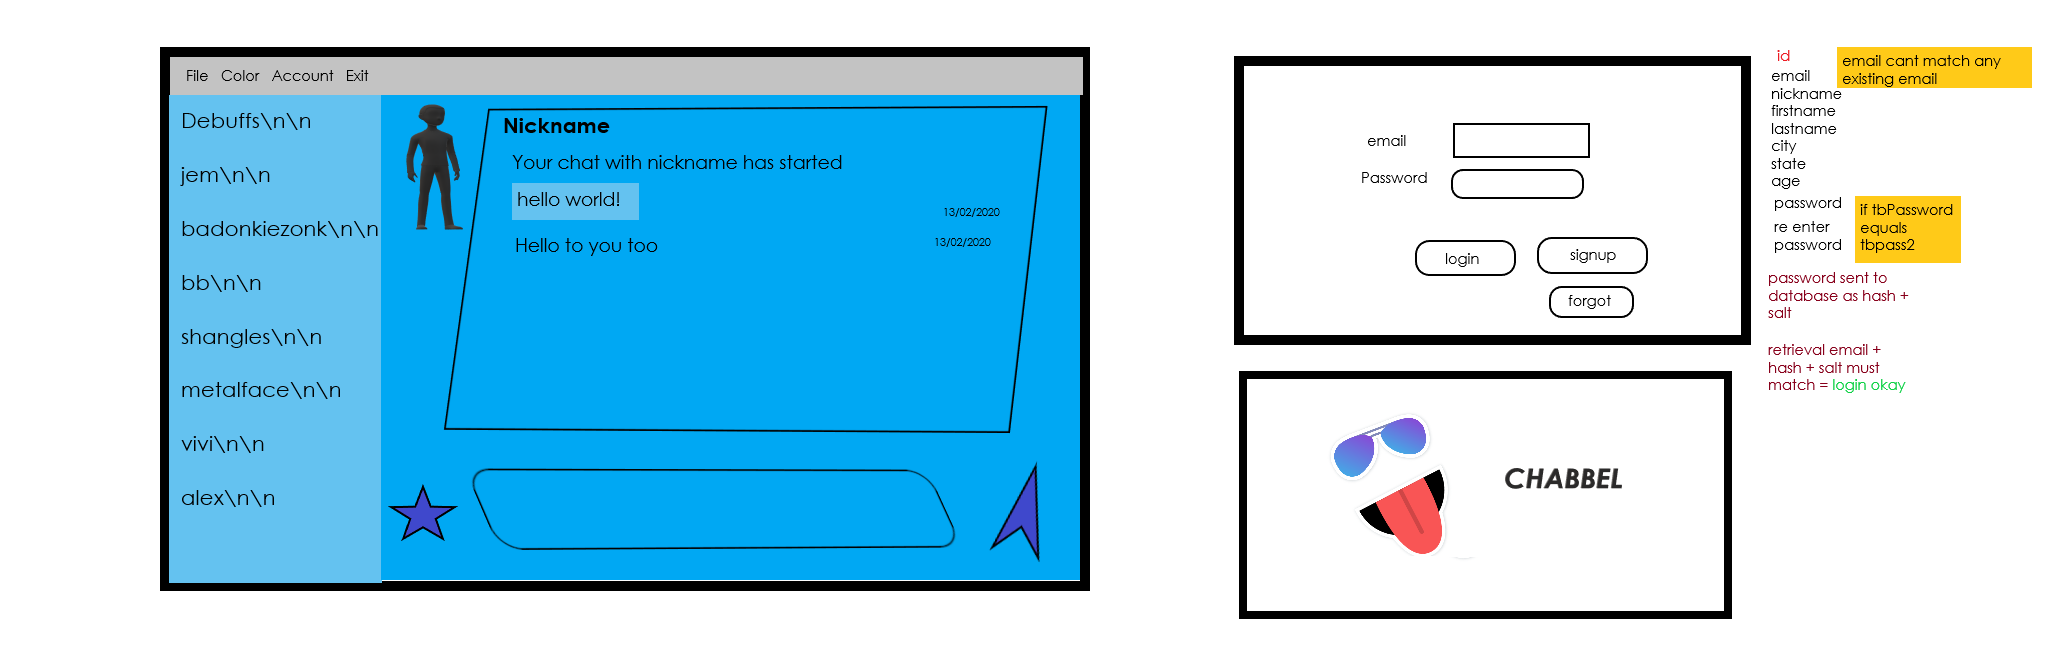 File Color Account Exit
Debuffs\n\n
jem\n\n
badonkiezonk\n\n
bb\n\n
shangles\n\n
metalface\n\n
vivi\n\n
alex\n\n
Nickname
Your chat with nickname has started
hello world!
13/02/2020
Hello to you too
13/02/2020
email
Password
login
signup
forgot
CHABBEL
id
email
nickname
firstname
lastname
city
state
age
password
re enter
password
email cant match any
existing email
if tbPassword
equals
tbpass2
password sent to
database as hash +
salt
retrieval email +
hash + salt must
match = login okay